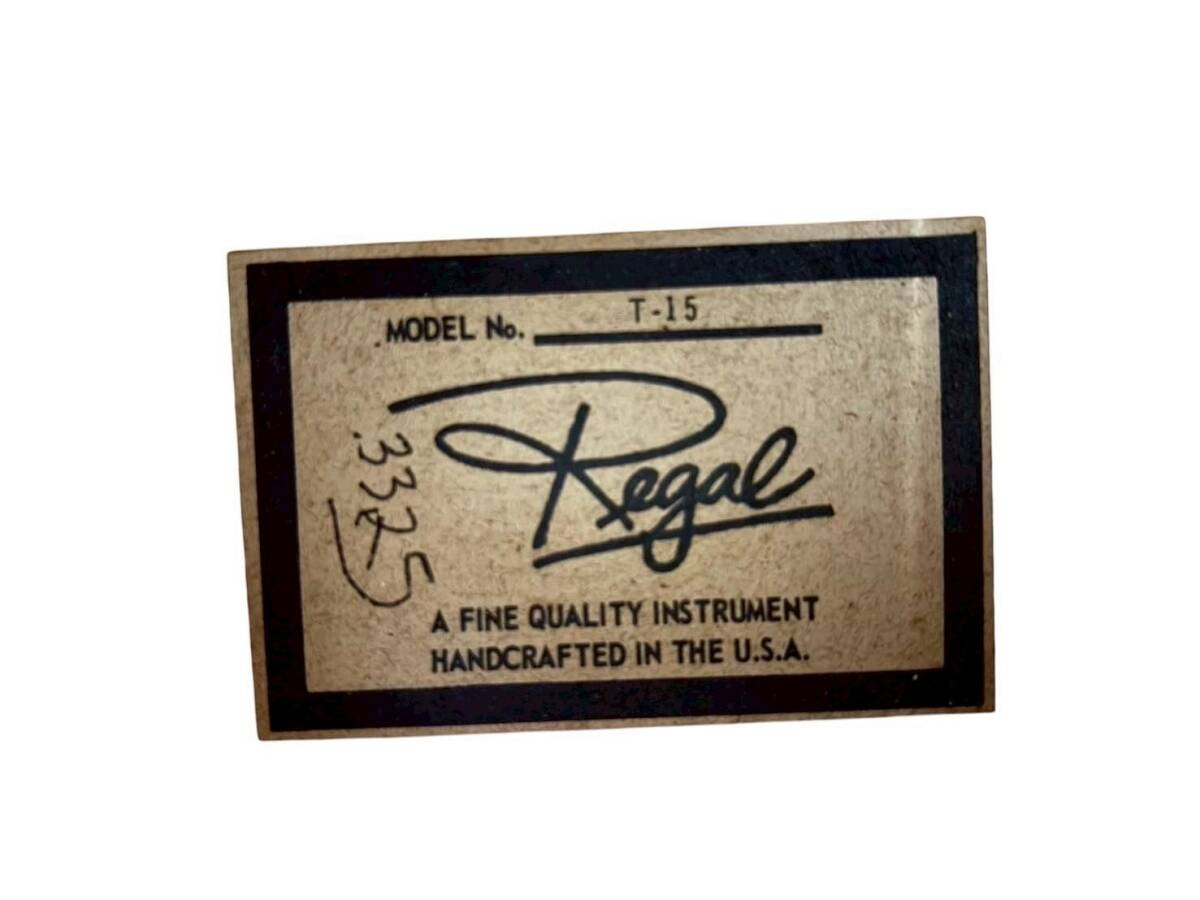 MODEL No. T-15
Regal
A FINE QUALITY INSTRUMENT
HANDCRAFTED IN THE U.S.A.